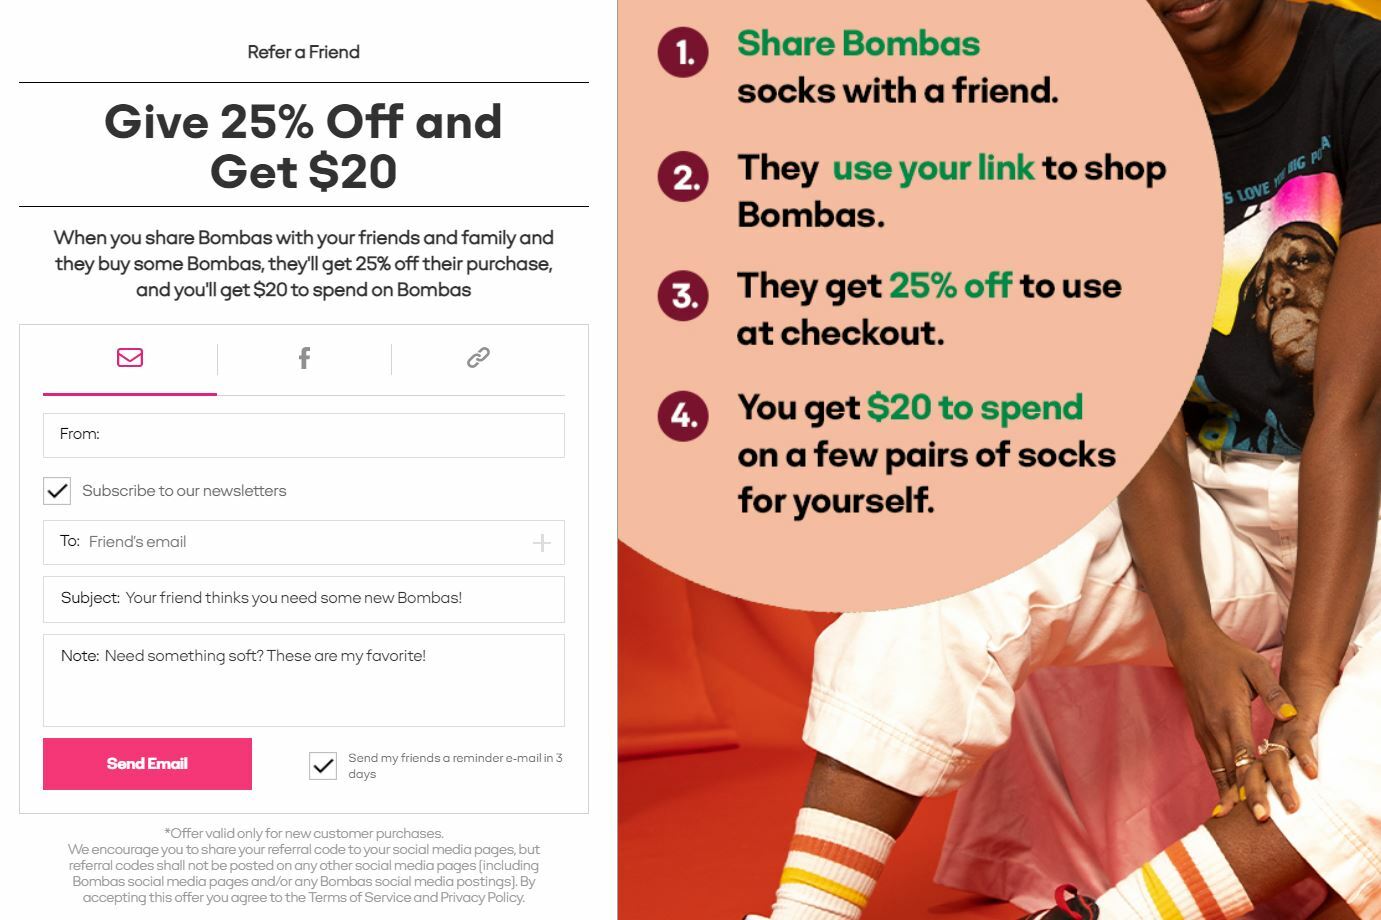 Refer a Friend
Give 25% Off and
Get $20
When you share Bombas with your friends and family and
they buy some Bombas, they'll get 25% off their purchase,
and you'll get $20 to spend on Bombas
From:
Subscribe to our newsletters
To: Friend's email
Subject: Your friend thinks you need some new Bombas!
Note: Need something soft? These are my favorite!
Send Email
Send my friends a reminder e-mail in 3
days
*Offer valid only for new customer purchases.
We encourage you to share your referral code to your social media pages, but
referral codes shall not be posted on any other social media pages (including
Bombas social media pages and/or any Bombas social media postings). By
accepting this offer you agree to the Terms of Service and Privacy Policy.
1. Share Bombas
socks with a friend.
2. They use your link to shop
Bombas.
3. They get 25% off to use
at checkout.
4. You get $20 to spend
on a few pairs of socks
for yourself.
LOVE BIG